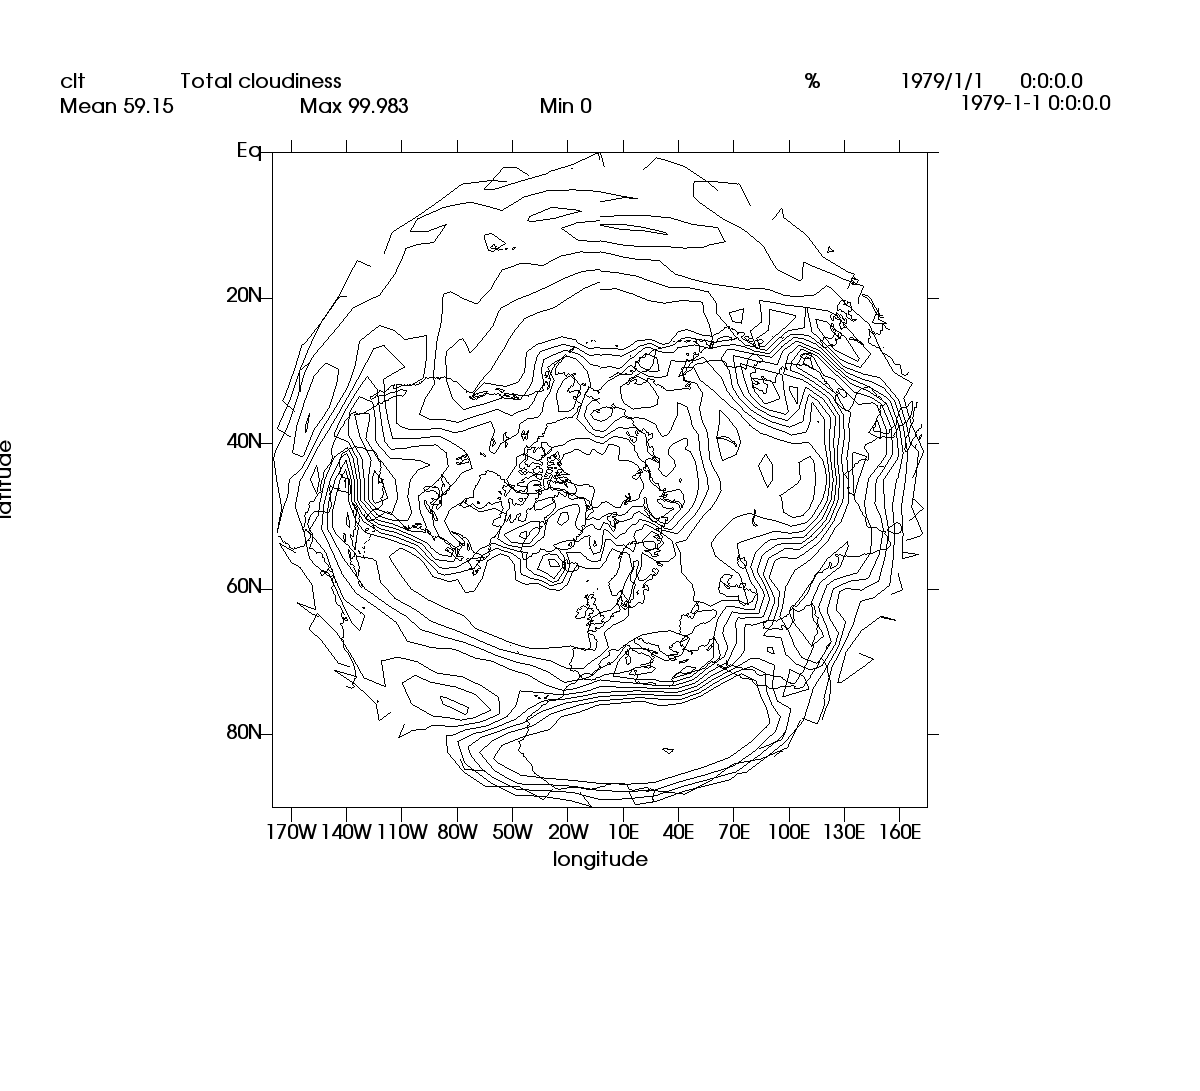 clt Total cloudiness % 1979/1/1 0:0:0.0
Mean 59.15 Max 99.983 Min 0 1979-1-1 0:0:0.0
Eq
20N
40N
latitude
60N
80N
170W 140W 110W 80W 50W 20W 10E 40E 70E 100E 130E 160E
longitude